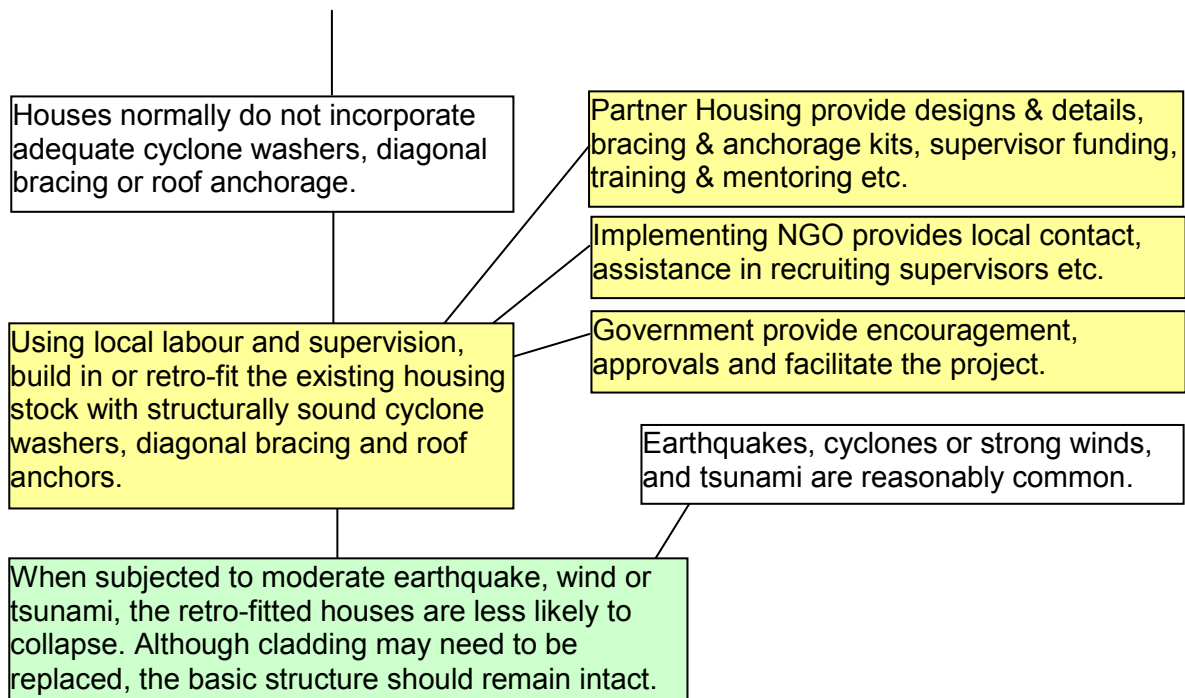 Houses normally do not incorporate
adequate cyclone washers, diagonal
bracing or roof anchorage.
Partner Housing provide designs & details,
bracing & anchorage kits, supervisor funding,
training & mentoring etc.
Implementing NGO provides local contact,
assistance in recruiting supervisors etc.
Government provide encouragement,
approvals and facilitate the project.
Using local labour and supervision,
build in or retro-fit the existing housing
stock with structurally sound cyclone
washers, diagonal bracing and roof
anchors.
Earthquakes, cyclones or strong winds,
and tsunami are reasonably common.
When subjected to moderate earthquake, wind or
tsunami, the retro-fitted houses are less likely to
collapse. Although cladding may need to be
replaced, the basic structure should remain intact.